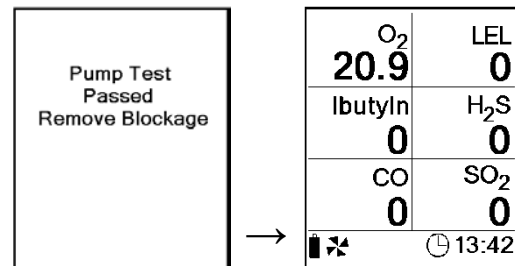 Pump Test
Passed
Remove Blockage
→
O₂ LEL
20.9 0
Ibutyln H₂S
0 0
CO SO₂
0 0
13:42